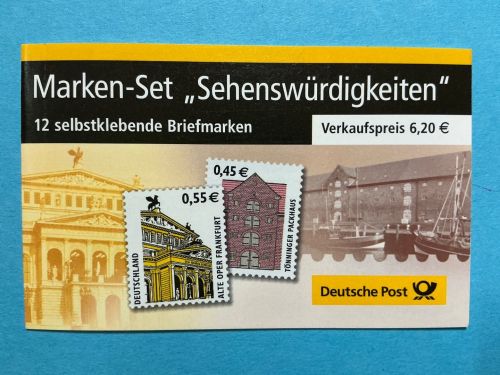 Marken-Set „Sehenswürdigkeiten“
12 selbstklebende Briefmarken
Verkaufspreis 6,20 €
0,45 €
TÖNNINGER PACKHAUS
0,55 €
DEUTSCHLAND
ALTE OPER FRANKFURT
Deutsche Post